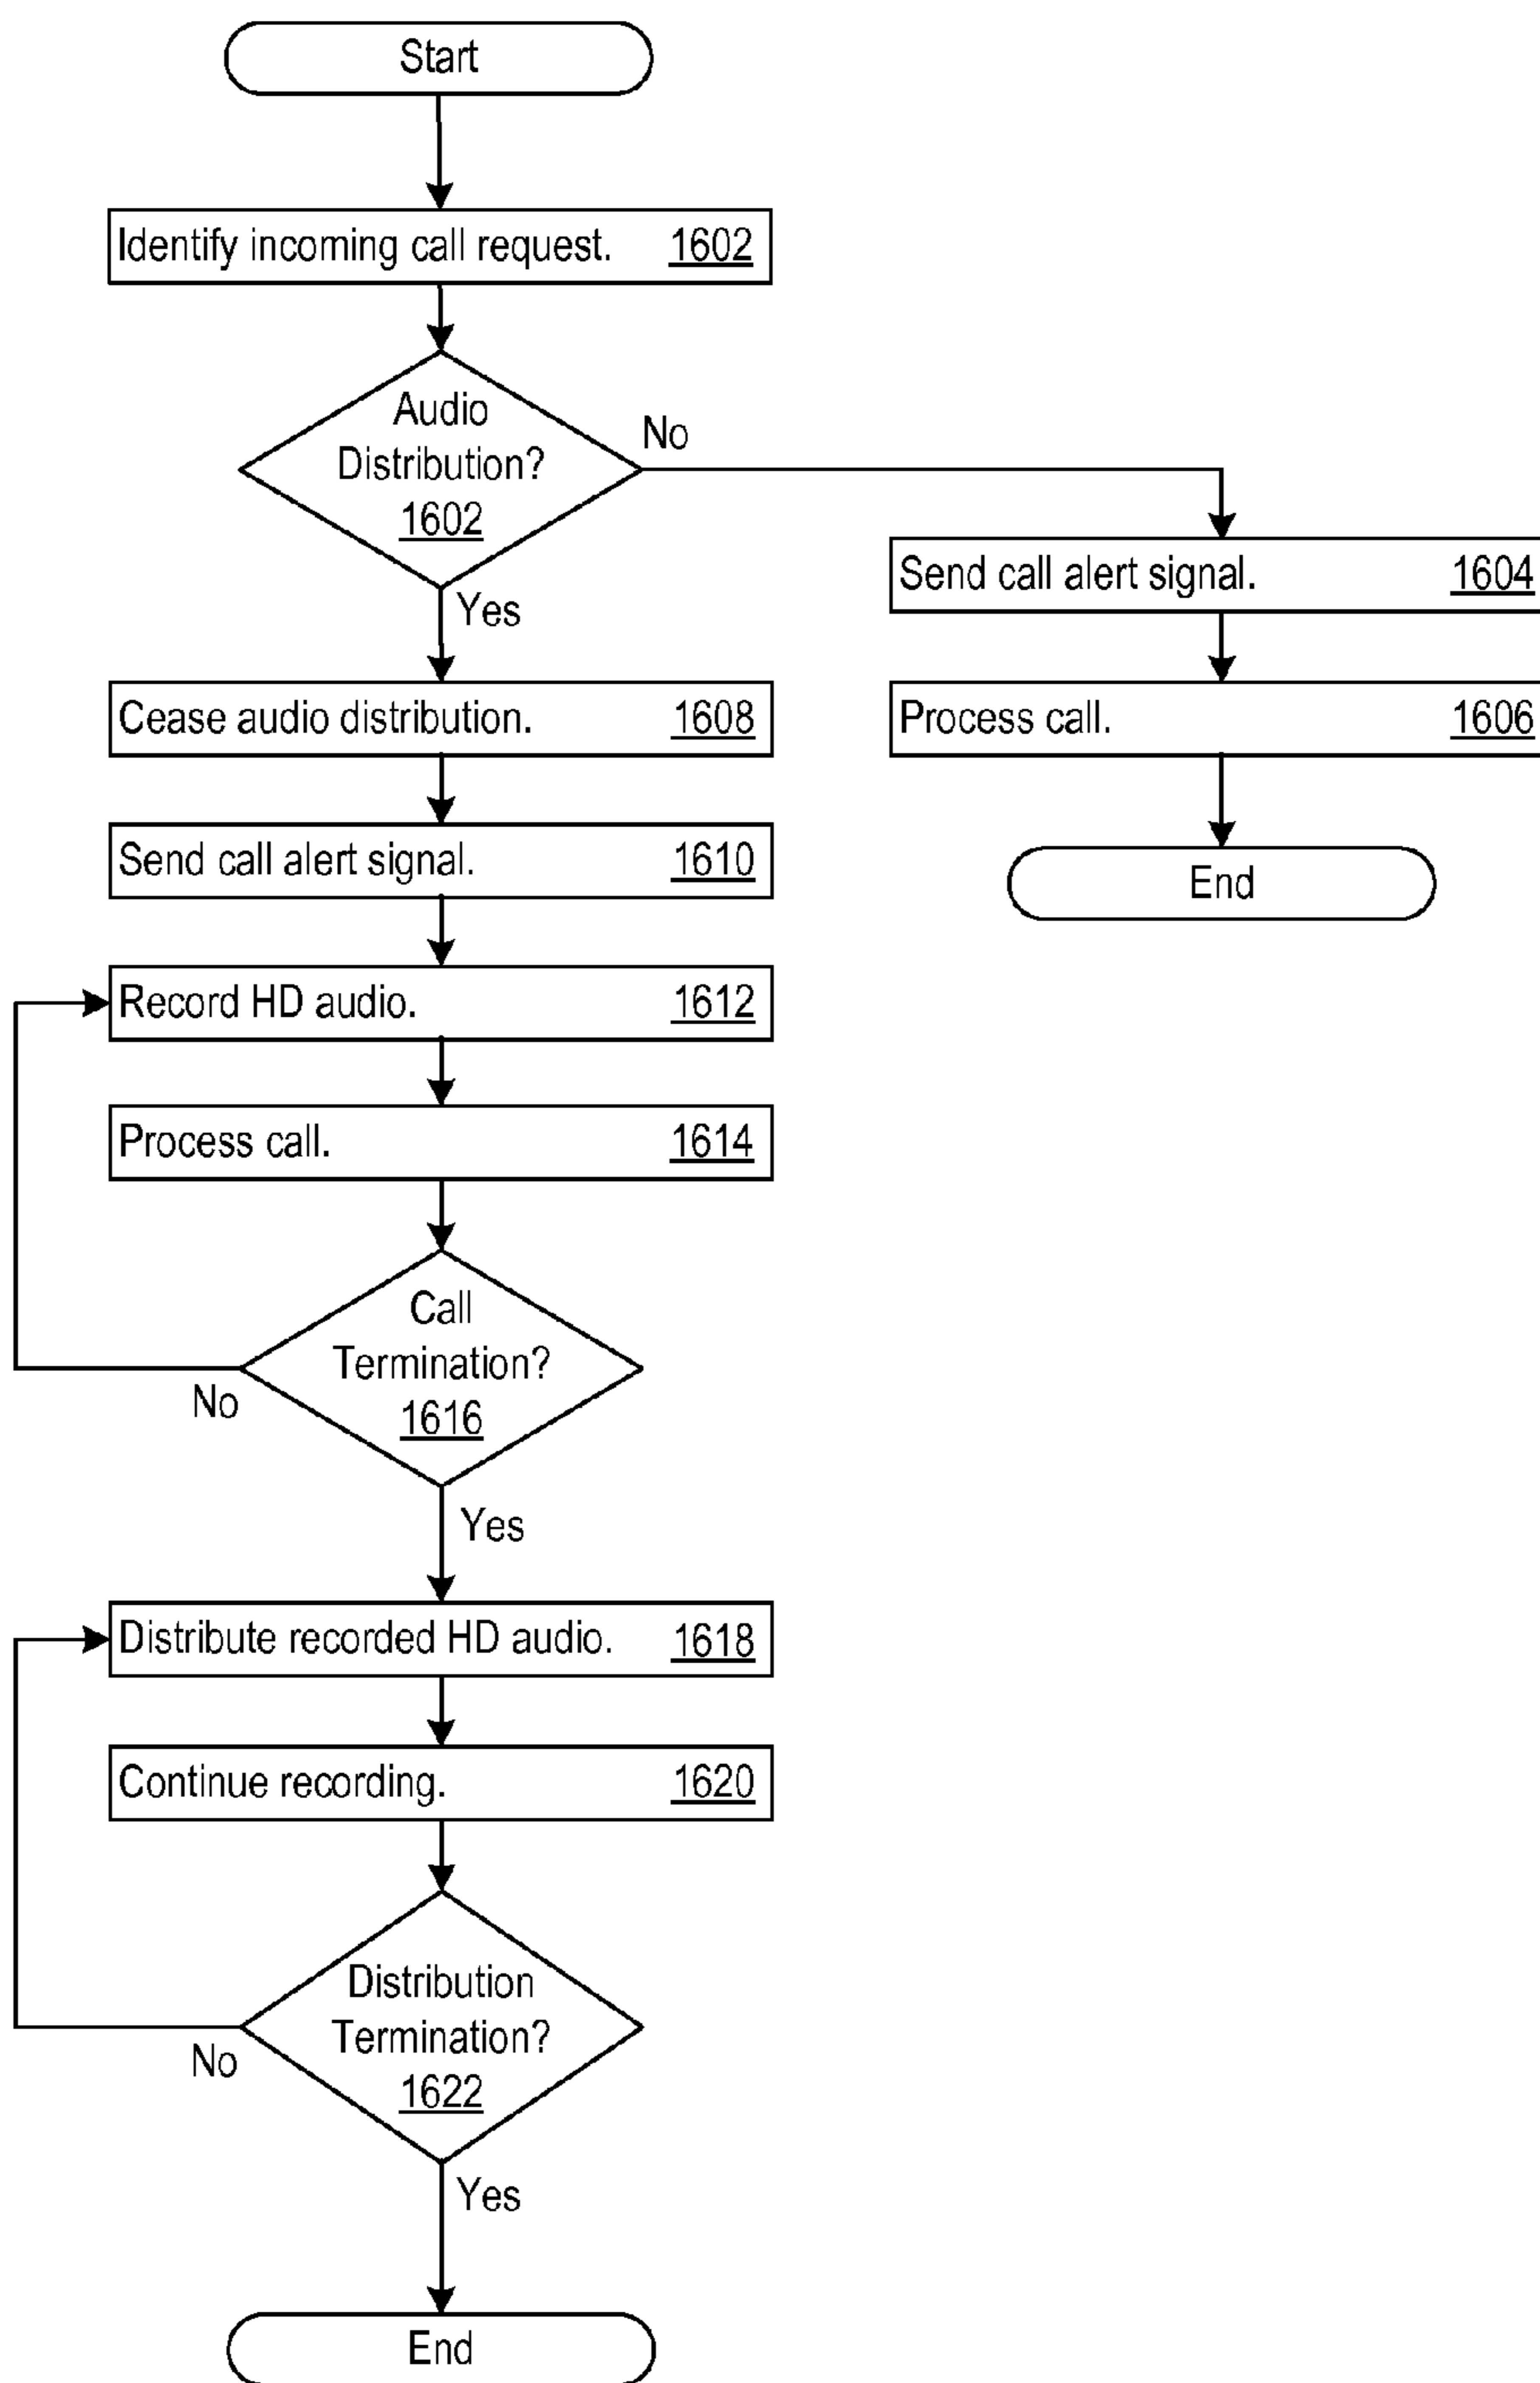 Start
Identify incoming call request. 1602
Audio
Distribution?
1602
No
Yes
Send call alert signal. 1604
Process call. 1606
End
Cease audio distribution. 1608
Send call alert signal. 1610
Record HD audio. 1612
Process call. 1614
Call
Termination?
1616
No
Yes
Distribute recorded HD audio. 1618
Continue recording. 1620
Distribution
Termination?
1622
No
Yes
End